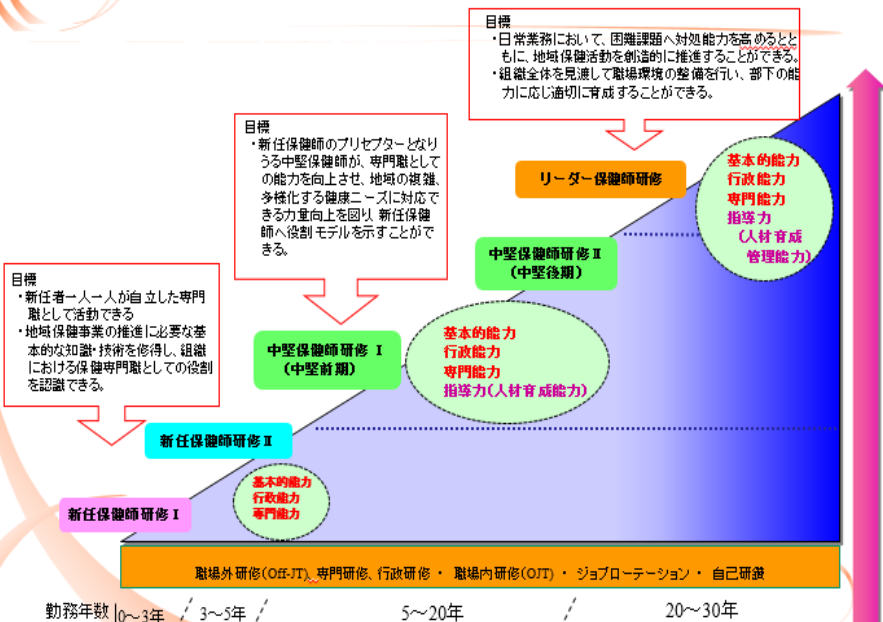 目標
・日常業務において、困難課題へ対処能力を高めるとと
もに、地域保健活動を創造的に推進することができる。
・組織全体を見渡して職場環境の整備を行い、部下の能
力に応じ適切に育成することができる。
目標
・新任保健師のプリセプターとなり
うる中堅保健師が、専門職として
の能力を向上させ、地域の複雑、
多様化する健康ニーズに対応で
きる力量向上を図り、新任保健
師へ役割モデルを示すことがで
きる。
目標
・新任者一人一人が自立した専門
職として活動できる
・地域保健事業の推進に必要な基
本的な知識・技術を修得し、組織
における保健専門職としての役割
を認識できる。
リーダー保健師研修
基本的能力
行政能力
専門能力
指導力
(人材育成
管理能力)
中堅保健師研修Ⅱ
(中堅後期)
中堅保健師研修 Ⅰ
(中堅前期)
基本的能力
行政能力
専門能力
指導力(人材育成能力)
新任保健師研修Ⅱ
基本的能力
行政能力
専門能力
新任保健師研修Ⅰ
職場外研修(Off-JT)、専門研修、行政研修 ・ 職場内研修(OJT) ・ ジョブローテーション ・ 自己研鑽
勤務年数 0～3年 / 3～5年 / 5～20年 / 20～30年